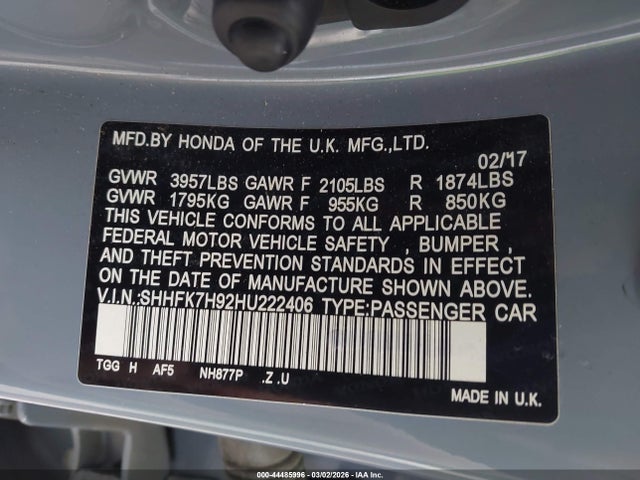 MFD.BY HONDA OF THE U.K. MFG.,LTD.
02/17
GVWR 3957LBS GAWR F 2105LBS R 1874LBS
GVWR 1795KG GAWR F 955KG R 850KG
THIS VEHICLE CONFORMS TO ALL APPLICABLE
FEDERAL MOTOR VEHICLE SAFETY , BUMPER ,
AND THEFT PREVENTION STANDARDS IN EFFECT
ON THE DATE OF MANUFACTURE SHOWN ABOVE.
V.I.N.:SHHFK7H92HU222406 TYPE:PASSENGER CAR
TGG H AF5 NH877P .Z .U
MADE IN U.K.
000-44485996 | 03/02/2026 | IAA Inc.